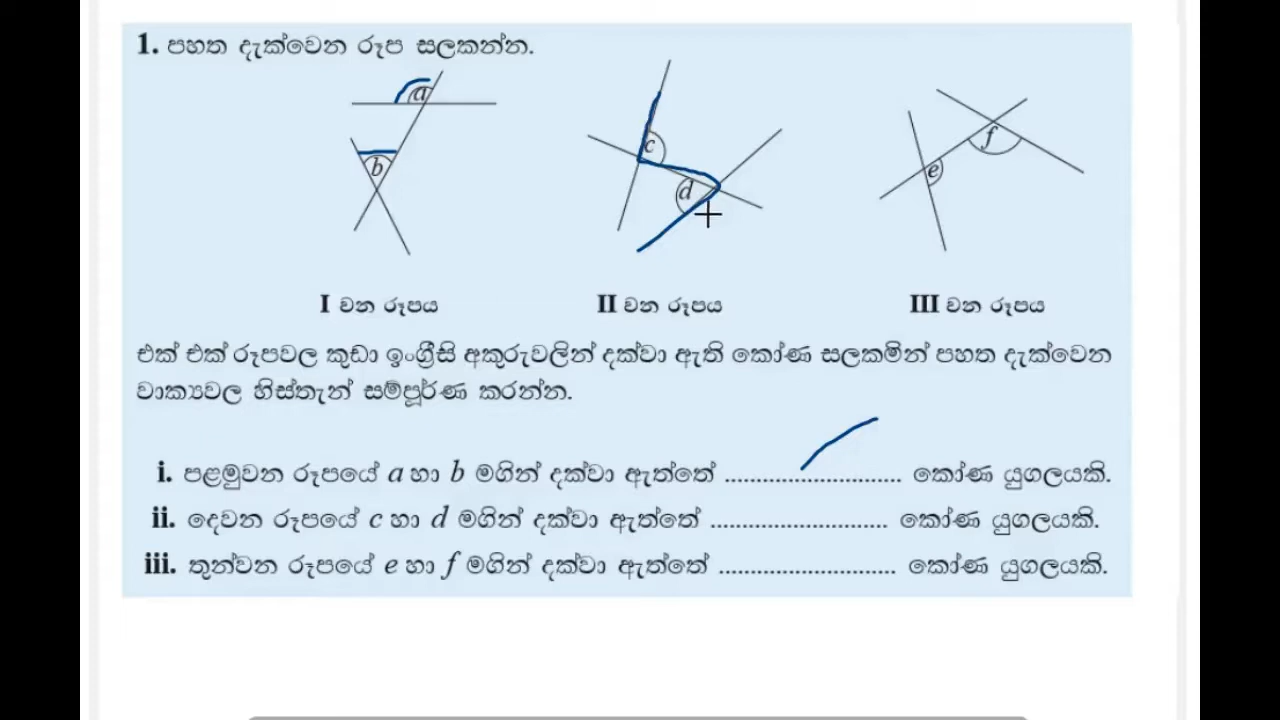 1. පහත දැක්වෙන රූප සලකන්න.
a
b
c
d
e
f
I වන රූපය
II වන රූපය
III වන රූපය
එක් එක් රූපවල කුඩා ඉංග්‍රීසි අකුරුවලින් දක්වා ඇති කෝණ සලකමින් පහත දැක්වෙන
වාක්‍යවල හිස්තැන් සම්පූර්ණ කරන්න.
i. පළමුවන රූපයේ a හා b මගින් දක්වා ඇත්තේ ............................ කෝණ යුගලයකි.
ii. දෙවන රූපයේ c හා d මගින් දක්වා ඇත්තේ ............................ කෝණ යුගලයකි.
iii. තුන්වන රූපයේ e හා f මගින් දක්වා ඇත්තේ ............................ කෝණ යුගලයකි.